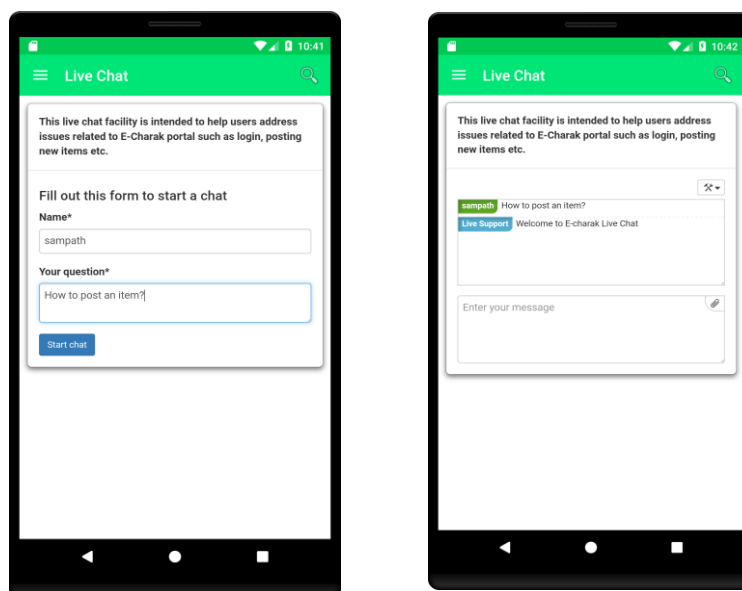 10:41
Live Chat
This live chat facility is intended to help users address
issues related to E-Charak portal such as login, posting
new items etc.
Fill out this form to start a chat
Name*
sampath
Your question*
How to post an item?
Start chat
10:42
Live Chat
This live chat facility is intended to help users address
issues related to E-Charak portal such as login, posting
new items etc.
sampath How to post an item?
Live Support Welcome to E-charak Live Chat
Enter your message